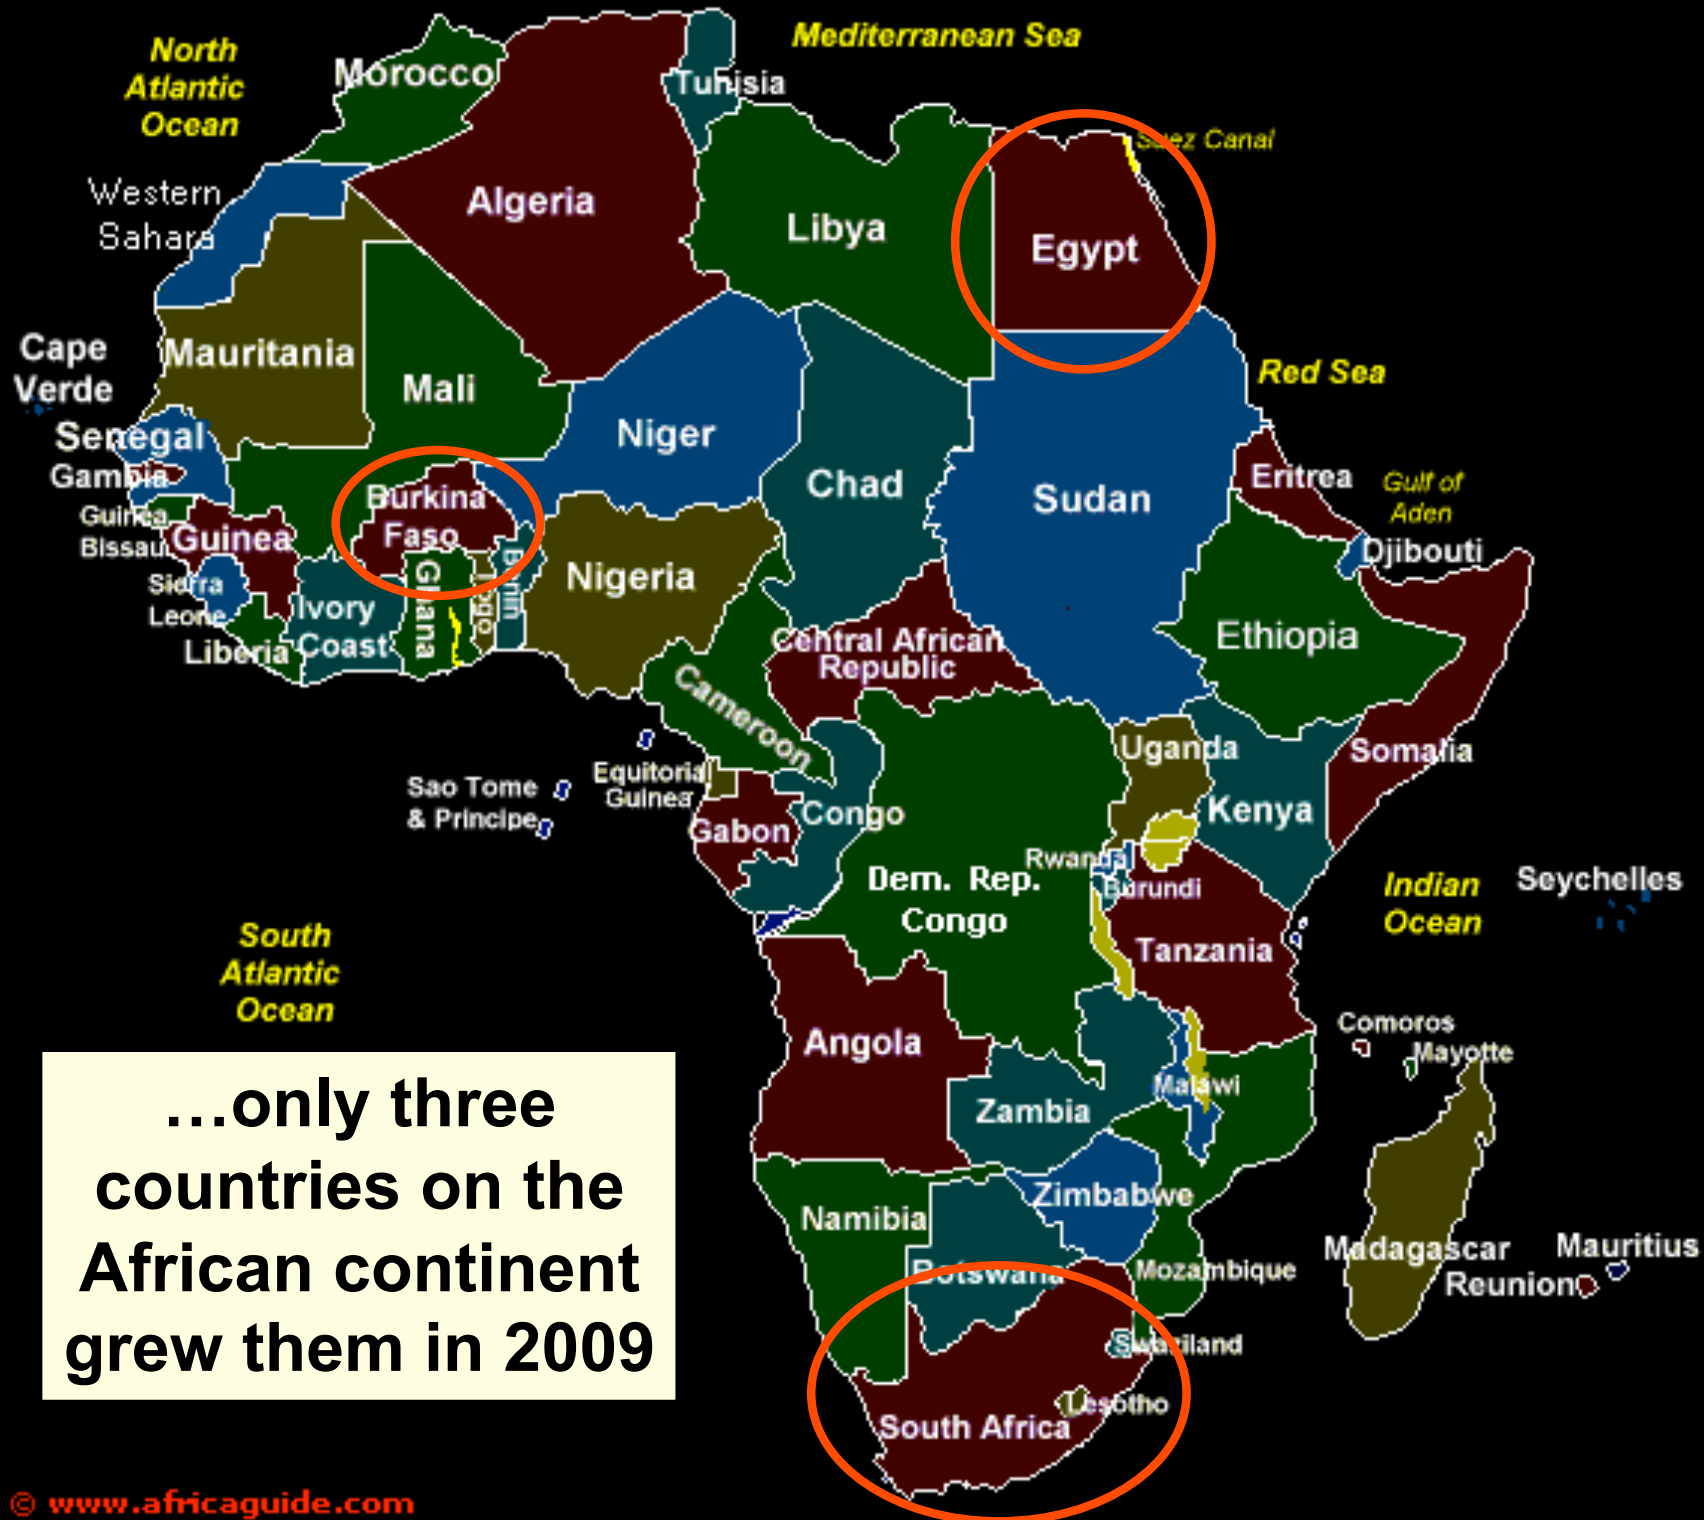 North
Atlantic
Ocean
Mediterranean Sea
Morocco
Tunisia
Suez Canal
Western
Sahara
Algeria
Libya
Egypt
Cape
Verde
Mauritania
Mali
Niger
Chad
Sudan
Red Sea
Senegal
Gambia
Guinea
Bissau
Guinea
Burkina
Faso
Eritrea
Gulf of
Aden
Djibouti
Sierra
Leone
Liberia
Ivory
Coast
Ghana
Togo
Benin
Nigeria
Central African
Republic
Ethiopia
Cameroon
Uganda
Somalia
Equitorial
Guinea
Sao Tome
& Principe
Gabon
Congo
Kenya
Rwanda
Burundi
Dem. Rep.
Congo
Tanzania
Indian
Ocean
Seychelles
South
Atlantic
Ocean
Angola
Comoros
Mayotte
Malawi
Zambia
Zimbabwe
Namibia
Botswana
Mozambique
Madagascar
Mauritius
Reunion
Swaziland
Lesotho
South Africa
…only three
countries on the
African continent
grew them in 2009
© www.africaguide.com